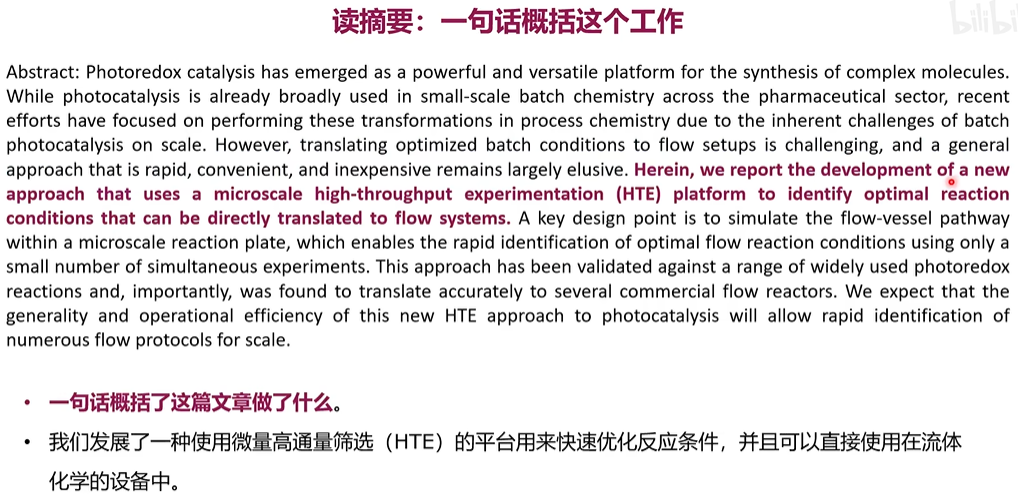 读摘要：一句话概括这个工作
bilibili
Abstract: Photoredox catalysis has emerged as a powerful and versatile platform for the synthesis of complex molecules.
While photocatalysis is already broadly used in small-scale batch chemistry across the pharmaceutical sector, recent
efforts have focused on performing these transformations in process chemistry due to the inherent challenges of batch
photocatalysis on scale. However, translating optimized batch conditions to flow setups is challenging, and a general
approach that is rapid, convenient, and inexpensive remains largely elusive. Herein, we report the development of a new
approach that uses a microscale high-throughput experimentation (HTE) platform to identify optimal reaction
conditions that can be directly translated to flow systems. A key design point is to simulate the flow-vessel pathway
within a microscale reaction plate, which enables the rapid identification of optimal flow reaction conditions using only a
small number of simultaneous experiments. This approach has been validated against a range of widely used photoredox
reactions and, importantly, was found to translate accurately to several commercial flow reactors. We expect that the
generality and operational efficiency of this new HTE approach to photocatalysis will allow rapid identification of
numerous flow protocols for scale.
• 一句话概括了这篇文章做了什么。
• 我们发展了一种使用微量高通量筛选（HTE）的平台用来快速优化反应条件，并且可以直接使用在流体
化学的设备中。